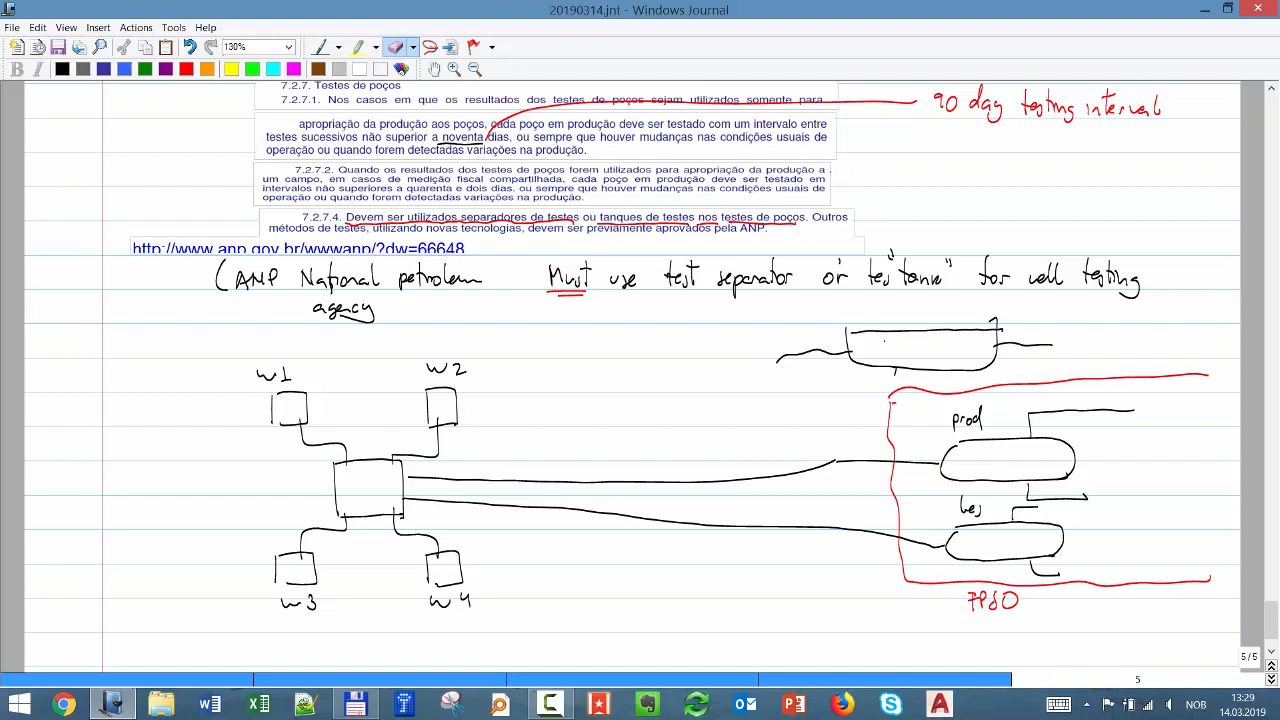 20190314.jnt - Windows Journal
File Edit View Insert Actions Tools Help
130%
7.2.7. Testes de poços
7.2.7.1. Nos casos em que os resultados dos testes de poços sejam utilizados somente para
90 day testing interval
apropriação da produção aos poços, cada poço em produção deve ser testado com um intervalo entre
testes sucessivos não superior a noventa dias, ou sempre que houver mudanças nas condições usuais de
operação ou quando forem detectadas variações na produção.
7.2.7.2. Quando os resultados dos testes de poços forem utilizados para apropriação da produção a
um campo, em casos de medição fiscal compartilhada, cada poço em produção deve ser testado em
intervalos não superiores a quarenta e dois dias, ou sempre que houver mudanças nas condições usuais de
operação ou quando forem detectadas variações na produção.
7.2.7.4. Devem ser utilizados separadores de testes ou tanques de testes nos testes de poços. Outros
métodos de testes, utilizando novas tecnologias, devem ser previamente aprovados pela ANP.
http://www.anp.gov.br/wwwanp/?dw=66648
(ANP National petroleum Must use test separator or "tes tank" for well testing
agency
W1
W2
prod
tes
W3
W4
FPSO
5/5
5
NOB
13:29
14.03.2019